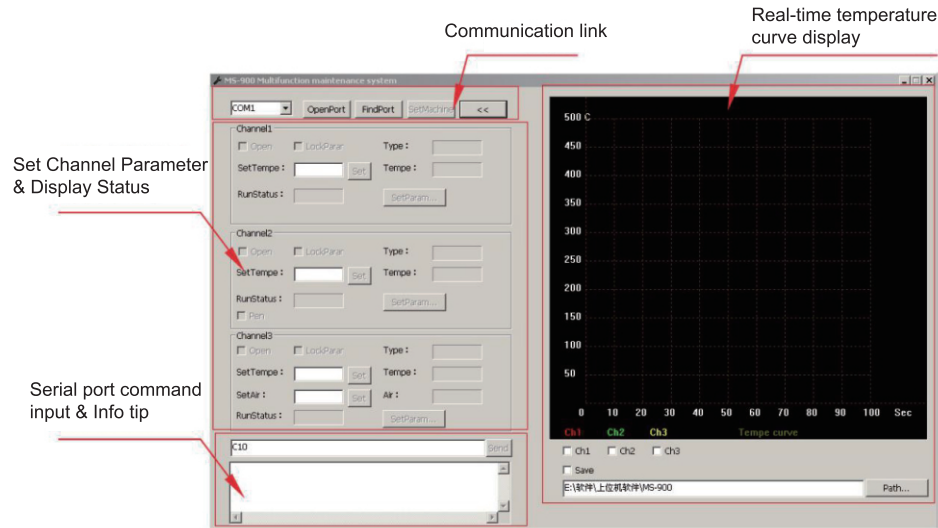 Real-time temperature
curve display
Communication link
MS-900 Multifunction maintenance system
COM1 OpenPort FindPort SetMachine <<
Set Channel Parameter
& Display Status
Channel1
Open LockParar Type:
SetTempe: Set Tempe:
RunStatus: SetParam...
Channel2
Open LockParar Type:
SetTempe: Set Tempe:
RunStatus: SetParam...
Pen
Channel3
Open LockParar Type:
SetTempe: Set Tempe:
SetAir: Set Air:
RunStatus: SetParam...
Serial port command
input & Info tip
C10 Send
500 C
450
400
350
300
250
200
150
100
50
0 10 20 30 40 50 60 70 80 90 100 Sec
Ch1 Ch2 Ch3 Tempe curve
Ch1 Ch2 Ch3
Save
E:\软件\上位机软件\MS-900 Path...